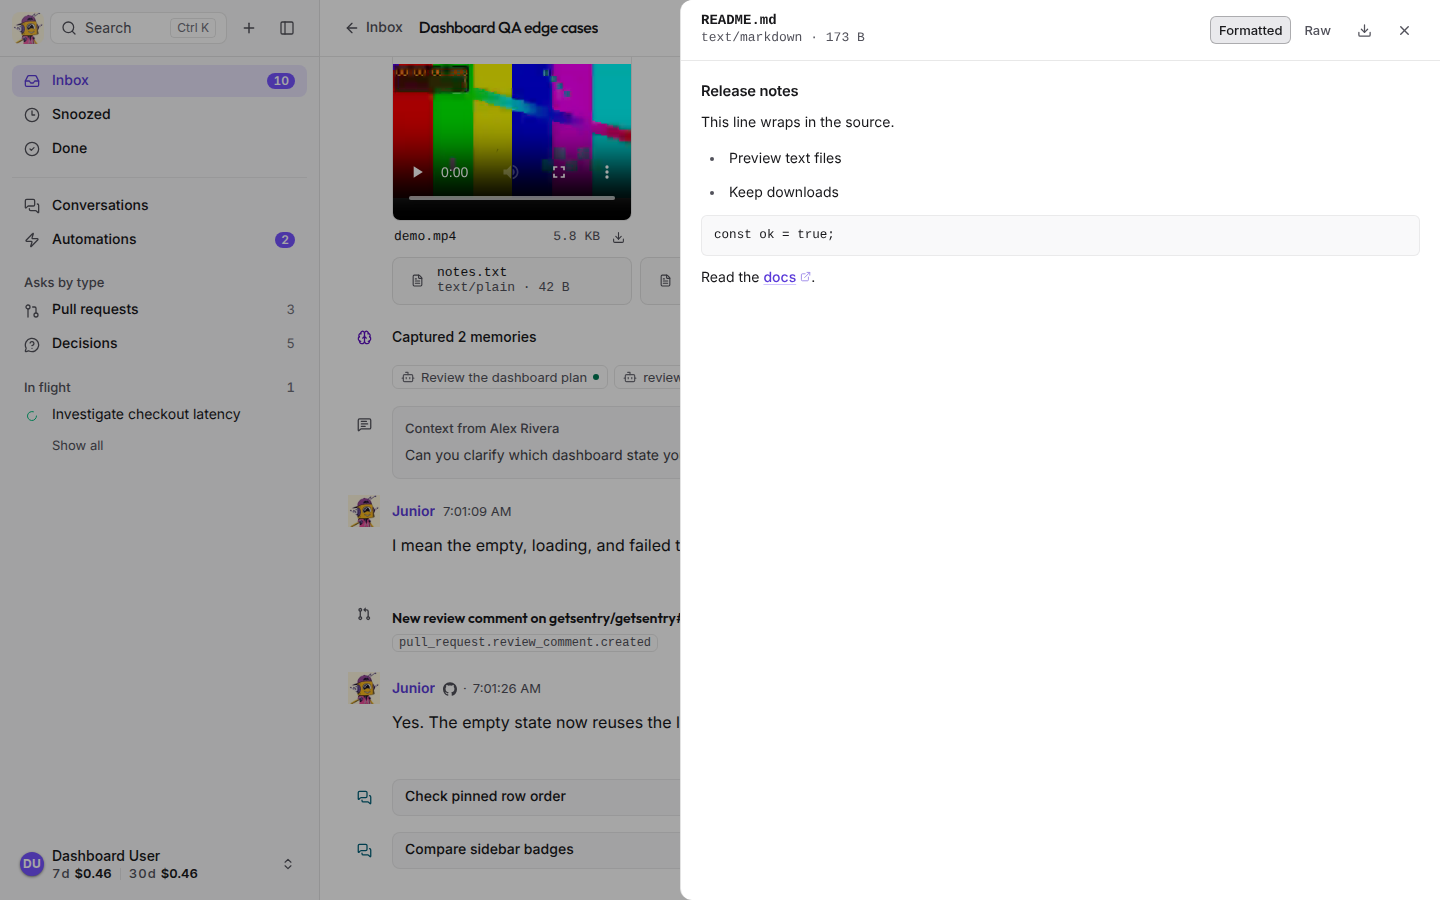 Search
Ctrl K
Inbox
10
Snoozed
Done
Conversations
Automations
2
Asks by type
Pull requests
3
Decisions
5
In flight
1
Investigate checkout latency
Show all
DU
Dashboard User
7d $0.46
30d $0.46
Inbox
Dashboard QA edge cases
0:00
demo.mp4
5.8 KB
notes.txt
text/plain · 42 B
Captured 2 memories
Review the dashboard plan
review
Context from Alex Rivera
Can you clarify which dashboard state yo
Junior 7:01:09 AM
I mean the empty, loading, and failed t
New review comment on getsentry/getsentry#
pull_request.review_comment.created
Junior · 7:01:26 AM
Yes. The empty state now reuses the l
Check pinned row order
Compare sidebar badges
README.md
text/markdown · 173 B
Formatted
Raw
Release notes
This line wraps in the source.
• Preview text files
• Keep downloads
const ok = true;
Read the docs.